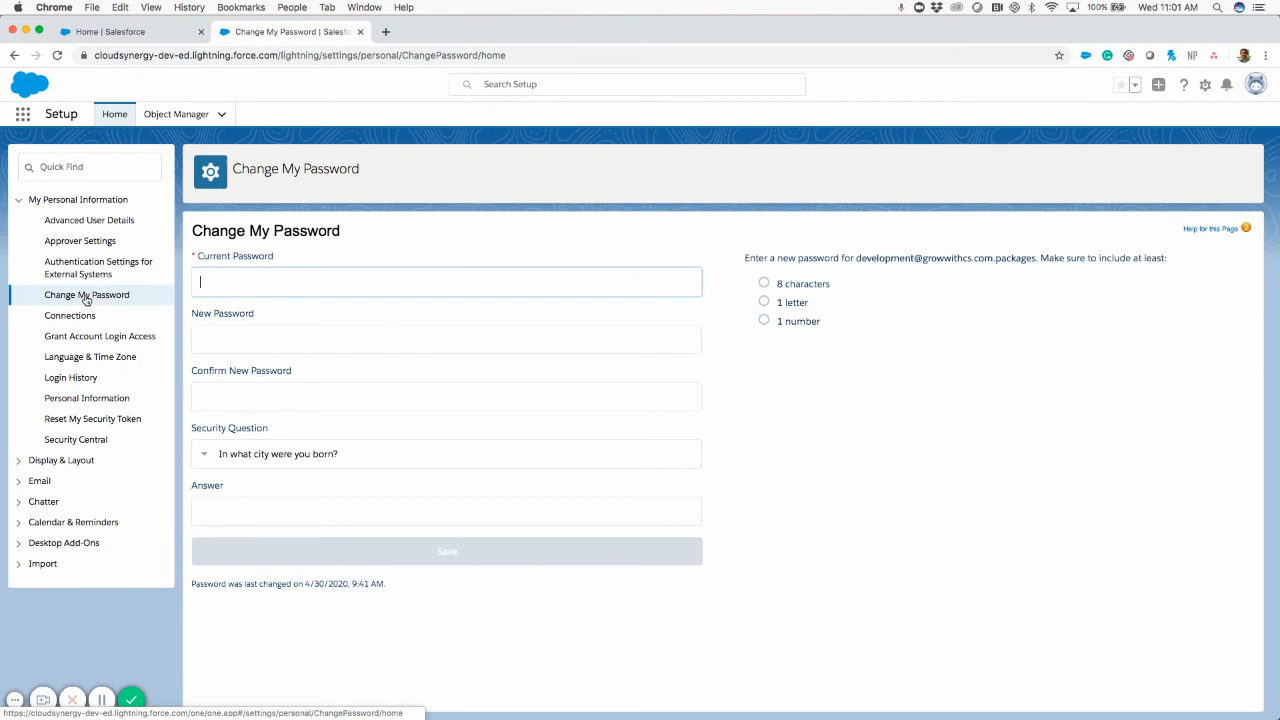 Chrome File Edit View History Bookmarks People Tab Window Help 100% Wed 11:01 AM
Home | Salesforce
Change My Password | Salesf
cloudsynergy-dev-ed.lightning.force.com/lightning/settings/personal/ChangePassword/home
NP
Search Setup
Setup
Home
Object Manager
Quick Find
My Personal Information
Advanced User Details
Approver Settings
Authentication Settings for
External Systems
Change My Password
Connections
Grant Account Login Access
Language & Time Zone
Login History
Personal Information
Reset My Security Token
Security Central
Display & Layout
Email
Chatter
Calendar & Reminders
Desktop Add-Ons
Import
Change My Password
Change My Password
Help for this Page
* Current Password
New Password
Confirm New Password
Security Question
In what city were you born?
Answer
Save
Password was last changed on 4/30/2020, 9:41 AM.
Enter a new password for development@growwithcs.com.packages. Make sure to include at least:
8 characters
1 letter
1 number
https://cloudsynergy-dev-ed.lightning.force.com/one/one.app#/settings/personal/ChangePassword/home